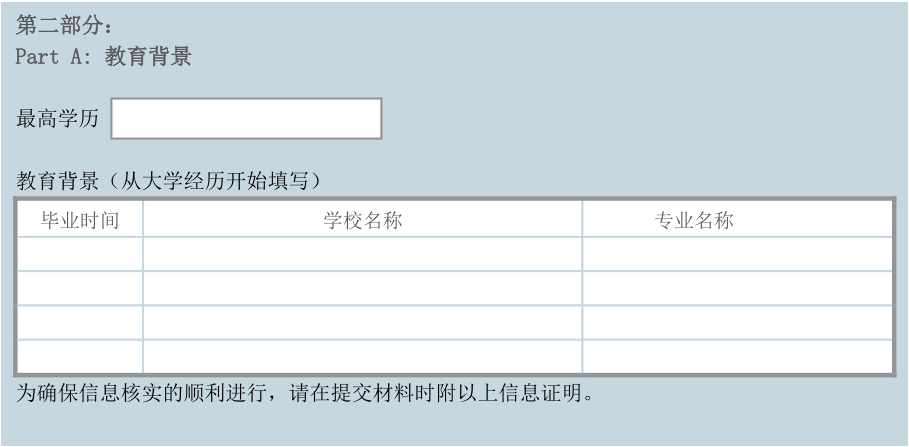 第二部分：
Part A: 教育背景
最高学历
教育背景（从大学经历开始填写）
毕业时间 学校名称 专业名称
为确保信息核实的顺利进行，请在提交材料时附以上信息证明。